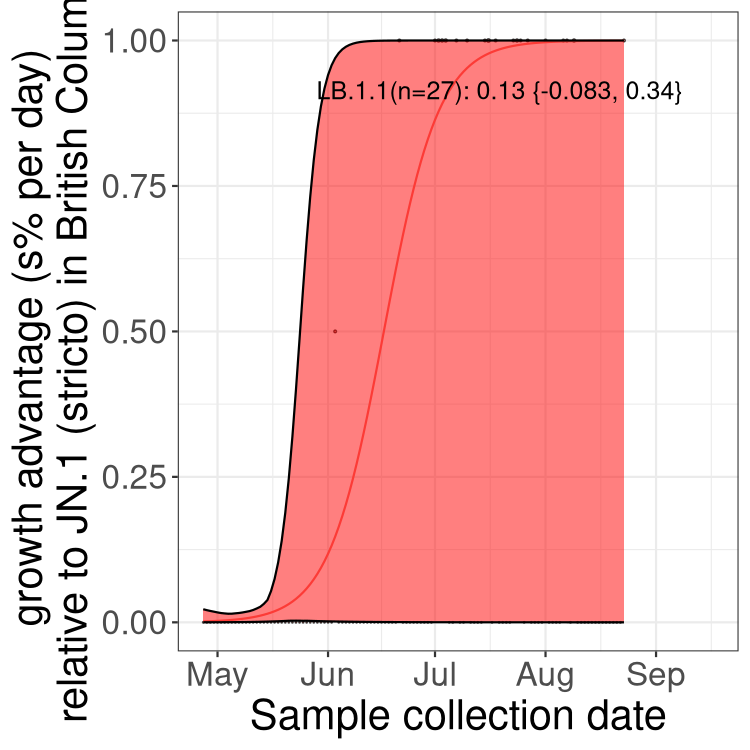 growth advantage (s% per day)
relative to JN.1 (stricto) in British Colum
1.00
0.75
0.50
0.25
0.00
LB.1.1(n=27): 0.13 {-0.083, 0.34}
May Jun Jul Aug Sep
Sample collection date